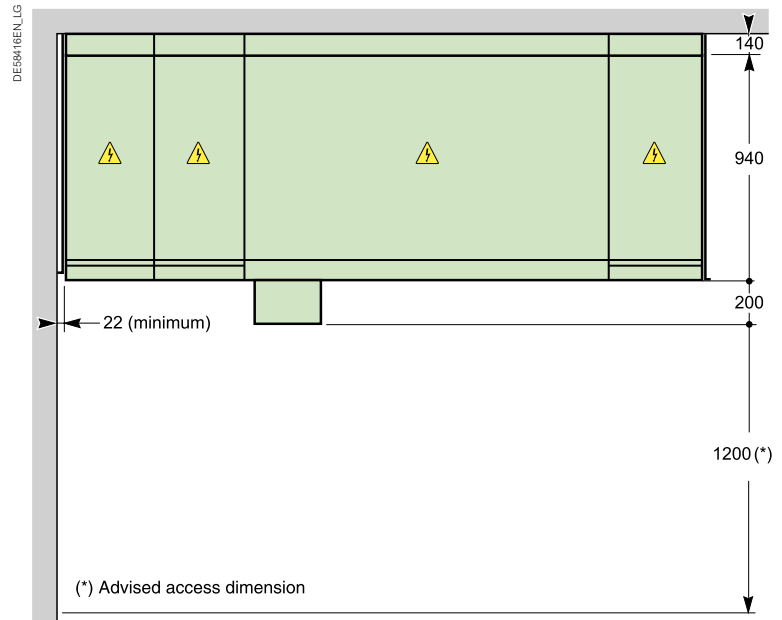 DE58416EN_LG
140
940
200
22 (minimum)
1200 (*)
(*) Advised access dimension